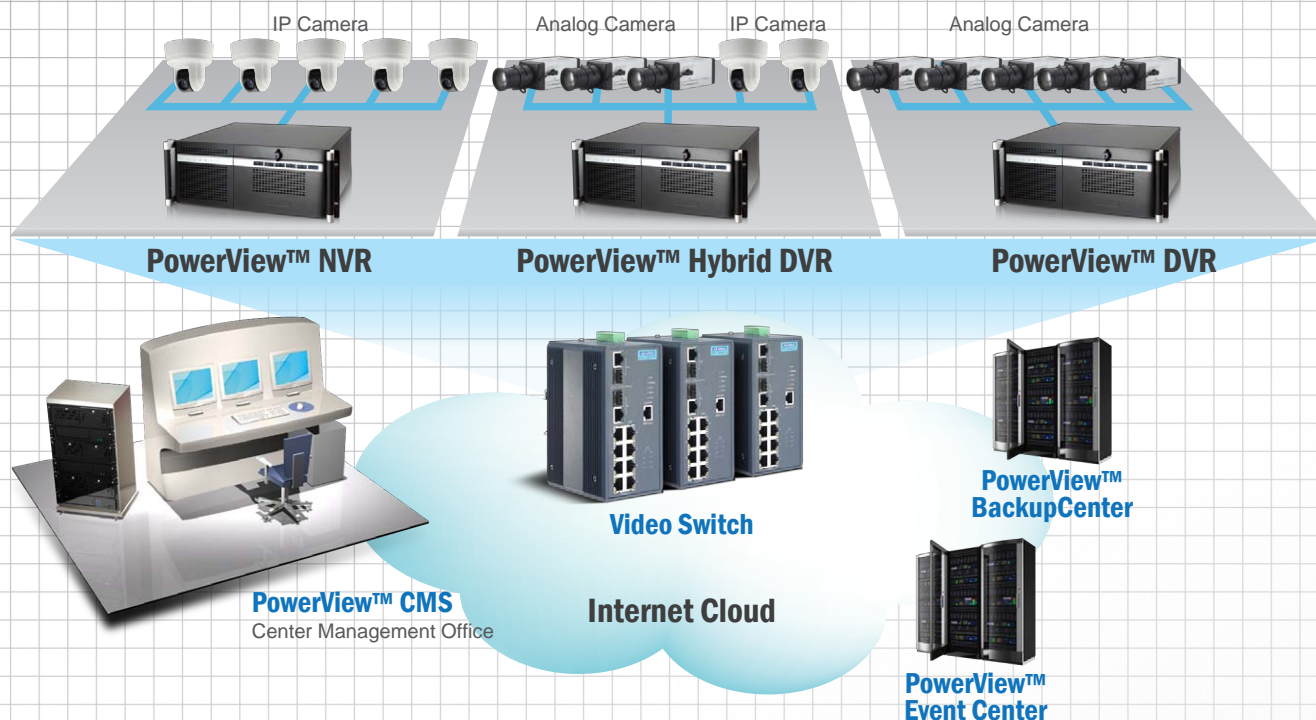 IP Camera
Analog Camera
IP Camera
Analog Camera
PowerView™ NVR
PowerView™ Hybrid DVR
PowerView™ DVR
Video Switch
PowerView™
BackupCenter
PowerView™ CMS
Center Management Office
Internet Cloud
PowerView™
Event Center